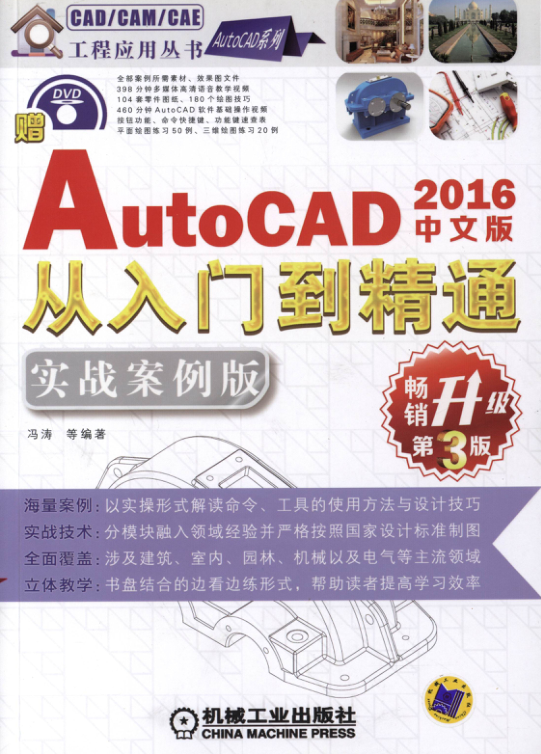 CAD/CAM/CAE
工程应用丛书
AutoCAD系列
赠
DVD
全部案例所需素材、效果图文件
398分钟多媒体高清语音教学视频
104套零件图纸、180个绘图技巧
460分钟AutoCAD软件基础操作视频
按钮功能、命令快捷键、功能键速查表
平面绘图练习50例、三维绘图练习20例
AutoCAD 2016
中文版
从入门到精通
实战案例版
畅销升级
第3版
冯涛 等编著
海量案例：以实操形式解读命令、工具的使用方法与设计技巧
实战技术：分模块融入领域经验并严格按照国家设计标准制图
全面覆盖：涉及建筑、室内、园林、机械以及电气等主流领域
立体教学：书盘结合的边看边练形式，帮助读者提高学习效率
机械工业出版社
CHINA MACHINE PRESS